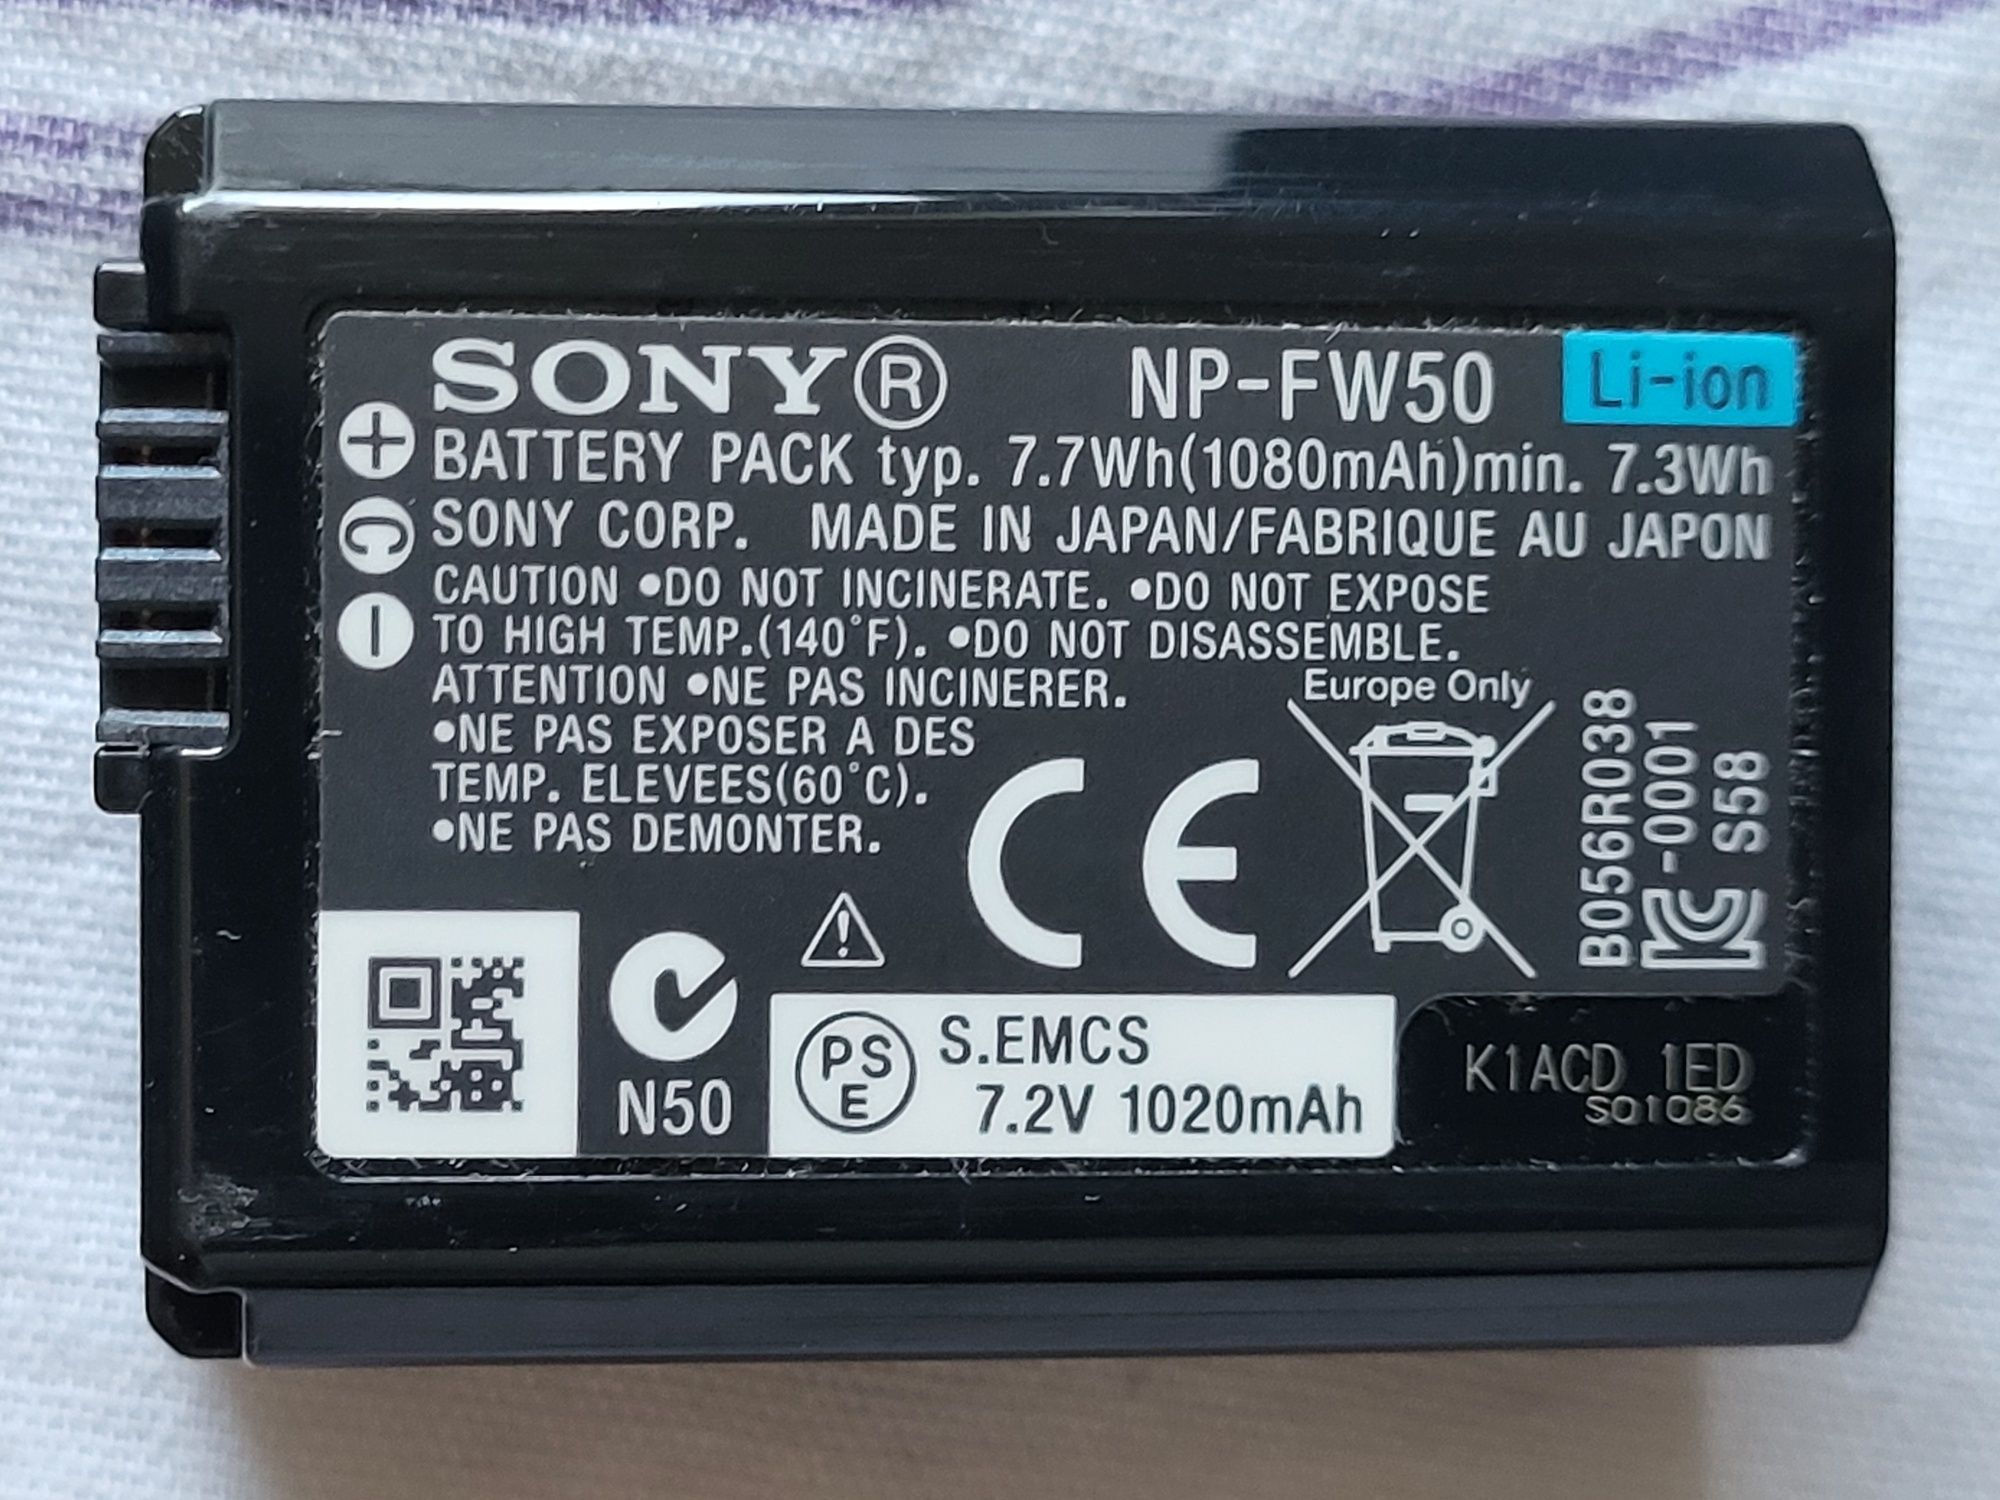 SONY® NP-FW50 Li-ion
BATTERY PACK typ. 7.7Wh(1080mAh)min. 7.3Wh
SONY CORP. MADE IN JAPAN/FABRIQUE AU JAPON
CAUTION •DO NOT INCINERATE. •DO NOT EXPOSE
TO HIGH TEMP.(140°F). •DO NOT DISASSEMBLE.
ATTENTION •NE PAS INCINERER.
•NE PAS EXPOSER A DES
TEMP. ELEVEES(60°C).
•NE PAS DEMONTER.
+
C
−
Europe Only
CE
B056R038
-0001
S58
N50
PSE
S.EMCS
7.2V 1020mAh
K1ACD 1ED
S01086